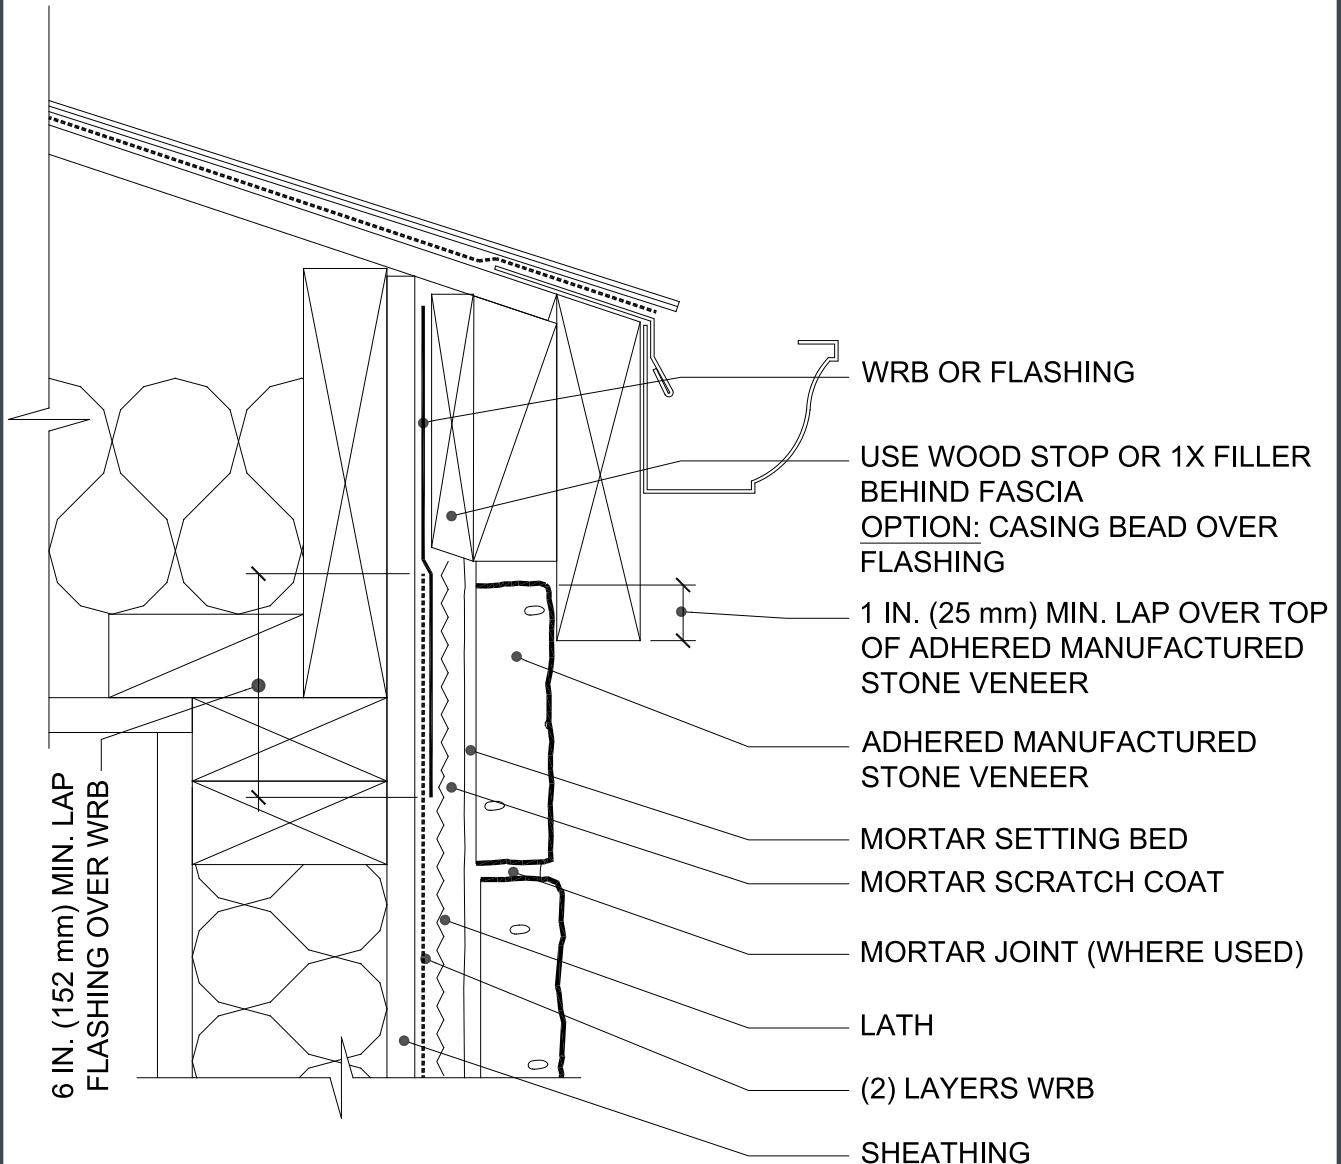 WRB OR FLASHING
USE WOOD STOP OR 1X FILLER
BEHIND FASCIA
OPTION: CASING BEAD OVER
FLASHING
1 IN. (25 mm) MIN. LAP OVER TOP
OF ADHERED MANUFACTURED
STONE VENEER
ADHERED MANUFACTURED
STONE VENEER
MORTAR SETTING BED
MORTAR SCRATCH COAT
MORTAR JOINT (WHERE USED)
LATH
(2) LAYERS WRB
SHEATHING
6 IN. (152 mm) MIN. LAP
FLASHING OVER WRB